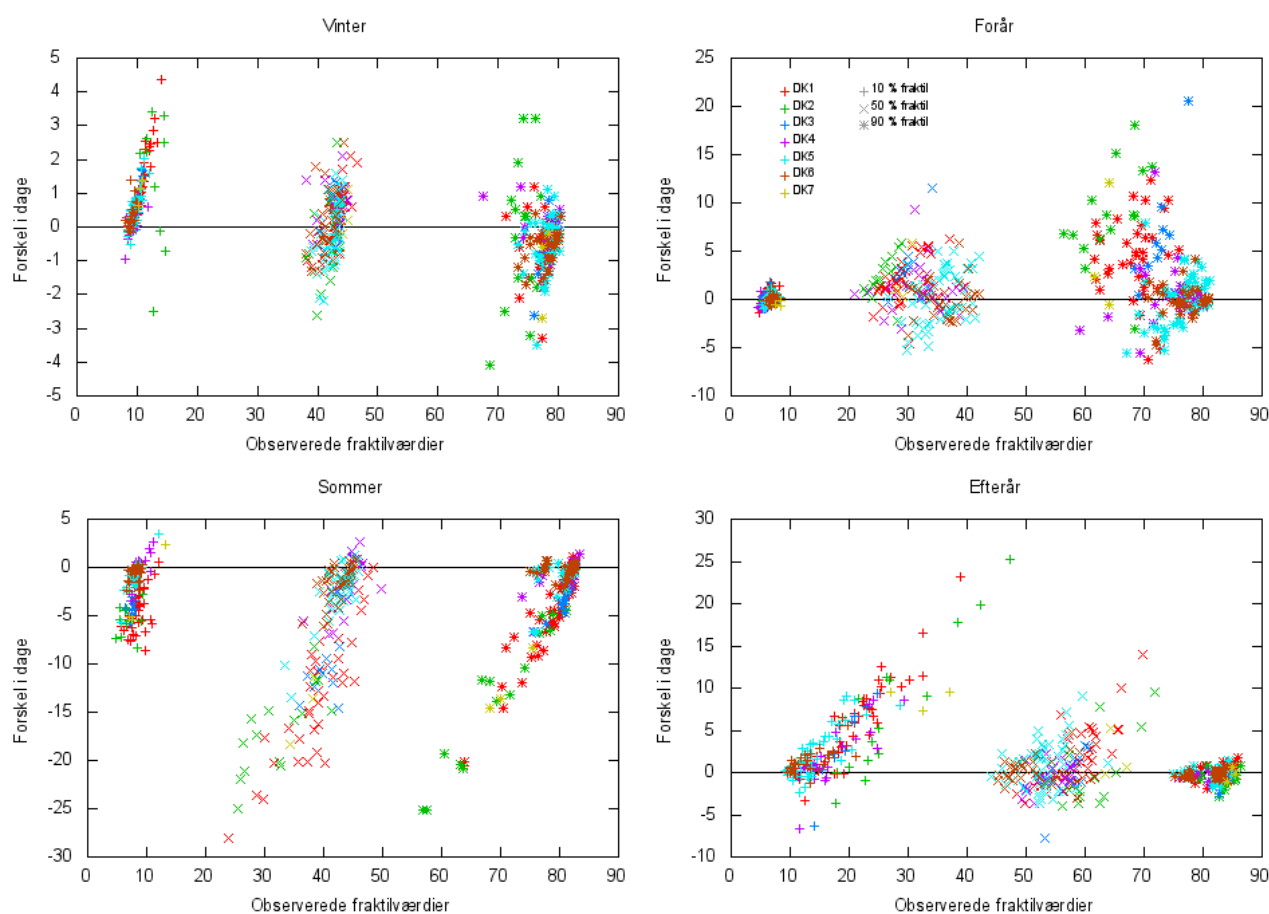 Vinter
5
4
3
2
1
0
-1
-2
-3
-4
-5
0 10 20 30 40 50 60 70 80 90
Forskel i dage
Observerede fraktilværdier
Forår
25
20
15
10
5
0
-5
-10
0 10 20 30 40 50 60 70 80 90
Forskel i dage
Observerede fraktilværdier
DK1
DK2
DK3
DK4
DK5
DK6
DK7
10 % fraktil
50 % fraktil
90 % fraktil
Sommer
5
0
-5
-10
-15
-20
-25
-30
0 10 20 30 40 50 60 70 80 90
Forskel i dage
Observerede fraktilværdier
Efterår
30
25
20
15
10
5
0
-5
-10
0 10 20 30 40 50 60 70 80 90
Forskel i dage
Observerede fraktilværdier